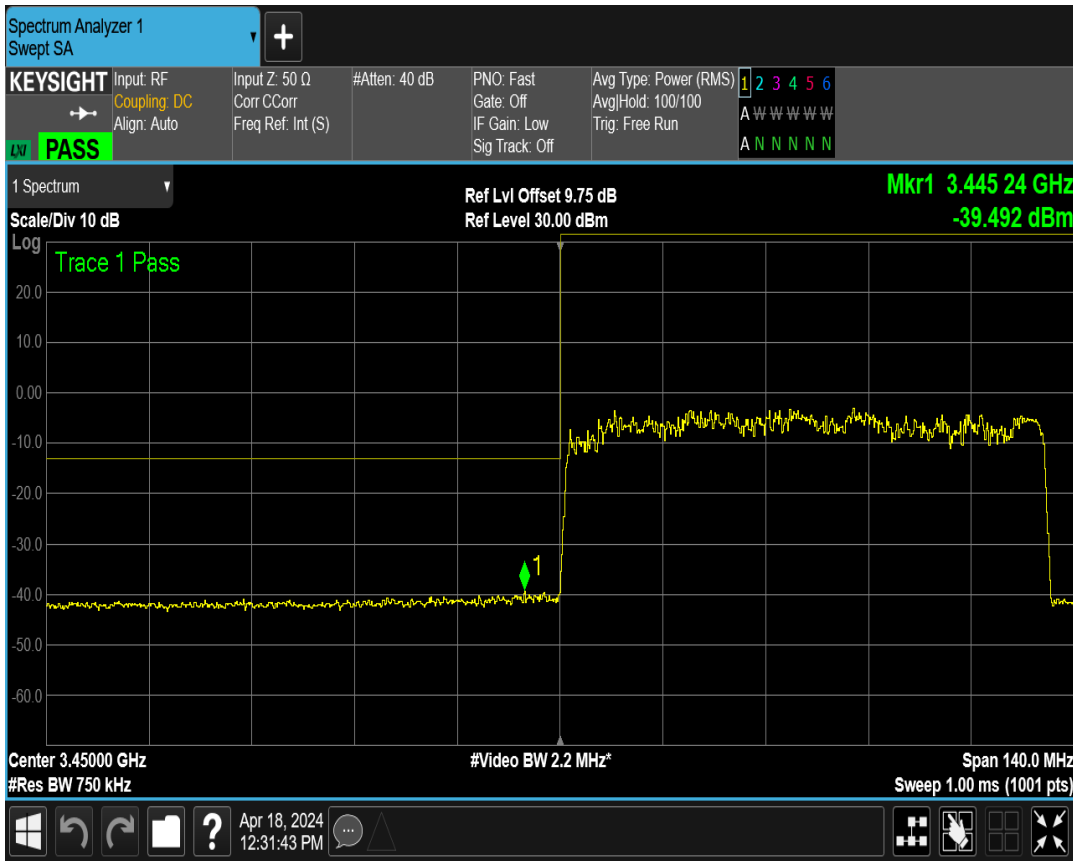 Spectrum Analyzer 1
Swept SA
+
KEYSIGHT
LXI PASS
Input: RF
Coupling: DC
Align: Auto
Input Z: 50 Ω
Corr CCorr
Freq Ref: Int (S)
#Atten: 40 dB
PNO: Fast
Gate: Off
IF Gain: Low
Sig Track: Off
Avg Type: Power (RMS)
Avg|Hold: 100/100
Trig: Free Run
1 2 3 4 5 6
A W W W W W
A N N N N N
1 Spectrum
Scale/Div 10 dB
Ref Lvl Offset 9.75 dB
Ref Level 30.00 dBm
Mkr1 3.445 24 GHz
-39.492 dBm
Log
Trace 1 Pass
20.0
10.0
0.00
-10.0
-20.0
-30.0
1
-40.0
-50.0
-60.0
Center 3.45000 GHz
#Video BW 2.2 MHz*
Span 140.0 MHz
#Res BW 750 kHz
Sweep 1.00 ms (1001 pts)
?
Apr 18, 2024
12:31:43 PM